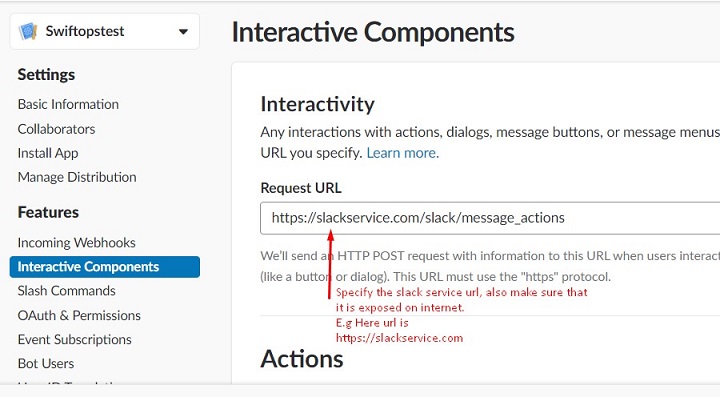 Swiftopstest
Interactive Components
Settings
Basic Information
Collaborators
Install App
Manage Distribution
Features
Incoming Webhooks
Interactive Components
Slash Commands
OAuth & Permissions
Event Subscriptions
Bot Users
Interactivity
Any interactions with actions, dialogs, message buttons, or message menus
URL you specify. Learn more.
Request URL
https://slackservice.com/slack/message_actions
We'll send an HTTP POST request with information to this URL when users interact
(like a button or dialog). This URL must use the "https" protocol.
Specify the slack service url, also make sure that
it is exposed on internet.
E.g Here url is
https://slackservice.com
Actions